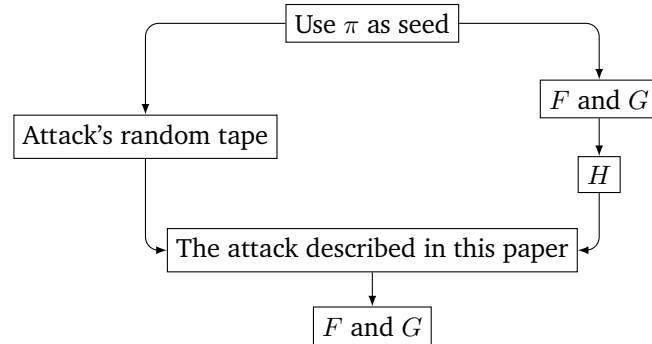 Use π as seed
F and G
Attack's random tape
H
The attack described in this paper
F and G